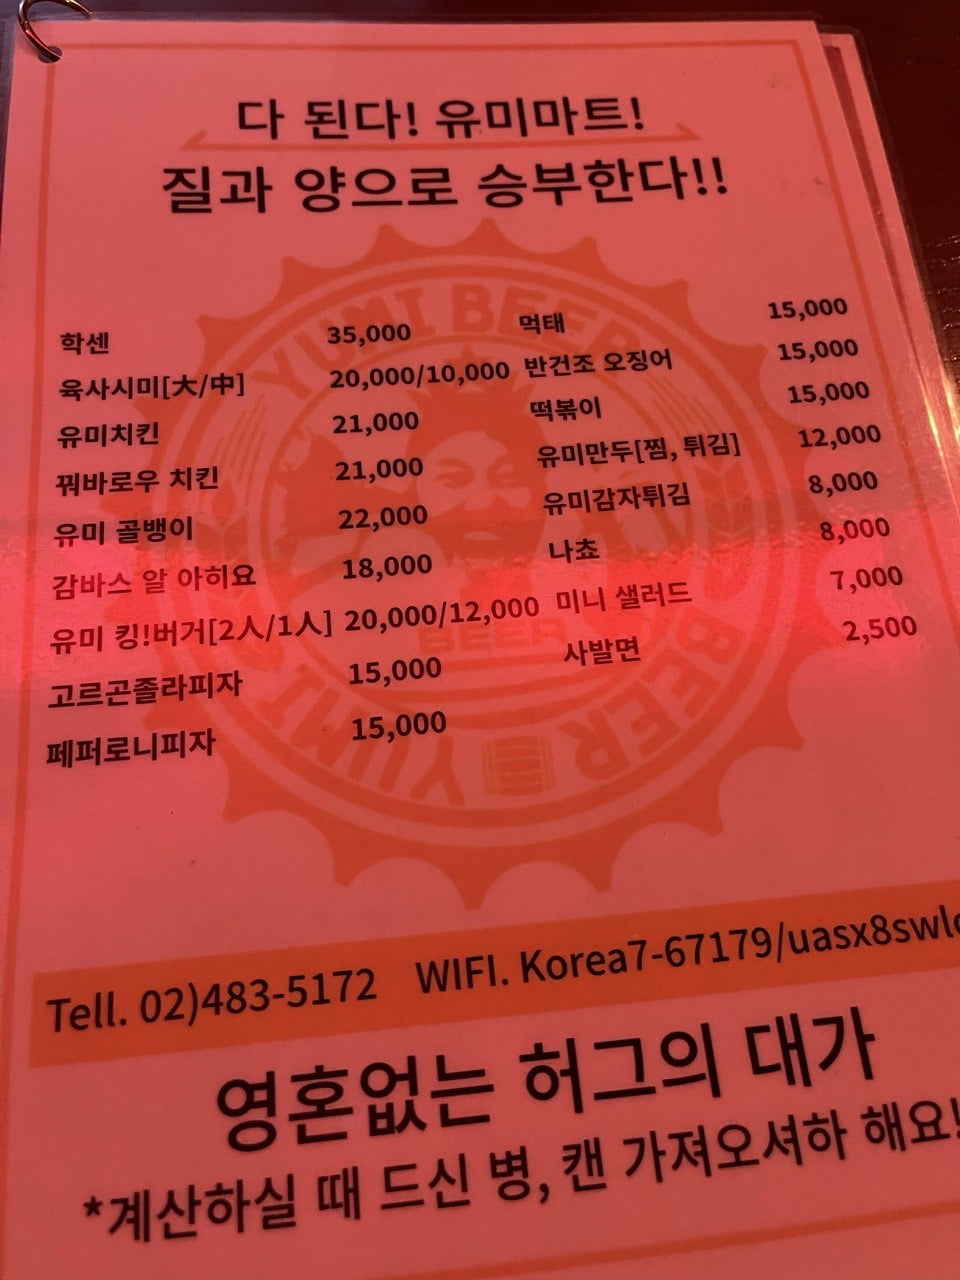 다 된다! 유미마트!
질과 양으로 승부한다!!
YUMI BEER
학센 35,000
육사시미[大/中] 20,000/10,000
유미치킨 21,000
꿔바로우 치킨 21,000
유미 골뱅이 22,000
감바스 알 아히요 18,000
유미 킹!버거[2人/1人] 20,000/12,000
고르곤졸라피자 15,000
페퍼로니피자 15,000
먹태 15,000
반건조 오징어 15,000
떡볶이 15,000
유미만두[찜, 튀김] 12,000
유미감자튀김 8,000
나쵸 8,000
미니 샐러드 7,000
사발면 2,500
BEER
YUMI BEER
Tell. 02)483-5172 WIFI. Korea7-67179/uasx8swl
영혼없는 허그의 대가
*계산하실 때 드신 병, 캔 가져오셔하 해요!